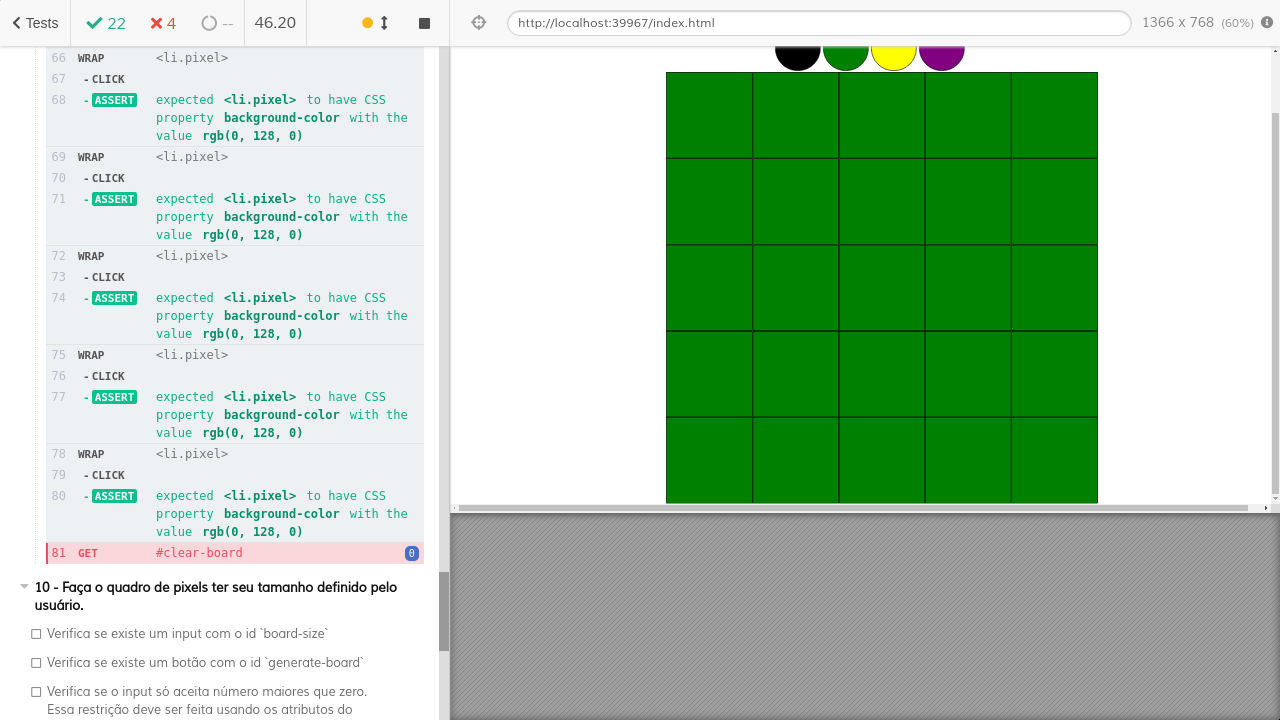 Tests 22 4 -- 46.20
http://localhost:39967/index.html 1366 x 768 (60%)
66 WRAP <li.pixel>
67 -CLICK
68 -ASSERT expected <li.pixel> to have CSS
property background-color with the
value rgb(0, 128, 0)
69 WRAP <li.pixel>
70 -CLICK
71 -ASSERT expected <li.pixel> to have CSS
property background-color with the
value rgb(0, 128, 0)
72 WRAP <li.pixel>
73 -CLICK
74 -ASSERT expected <li.pixel> to have CSS
property background-color with the
value rgb(0, 128, 0)
75 WRAP <li.pixel>
76 -CLICK
77 -ASSERT expected <li.pixel> to have CSS
property background-color with the
value rgb(0, 128, 0)
78 WRAP <li.pixel>
79 -CLICK
80 -ASSERT expected <li.pixel> to have CSS
property background-color with the
value rgb(0, 128, 0)
81 GET #clear-board 0
10 - Faça o quadro de pixels ter seu tamanho definido pelo
usuário.
Verifica se existe um input com o id `board-size`
Verifica se existe um botão com o id `generate-board`
Verifica se o input só aceita número maiores que zero.
Essa restrição deve ser feita usando os atributos do